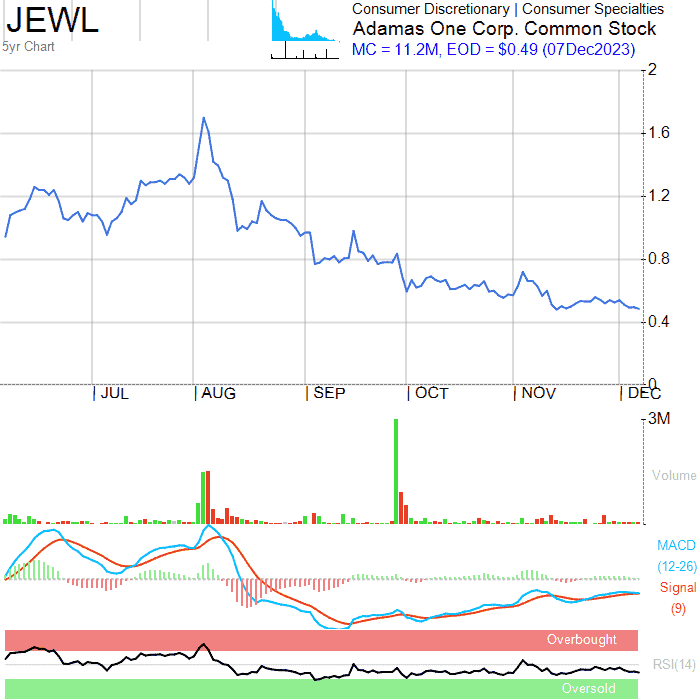 JEWL
5yr Chart
Consumer Discretionary | Consumer Specialties
Adamas One Corp. Common Stock
MC = 11.2M, EOD = $0.49 (07Dec2023)
2
1.6
1.2
0.8
0.4
0
JUL
AUG
SEP
OCT
NOV
DEC
3M
Volume
MACD
(12-26)
Signal
(9)
Overbought
RSI(14)
Oversold